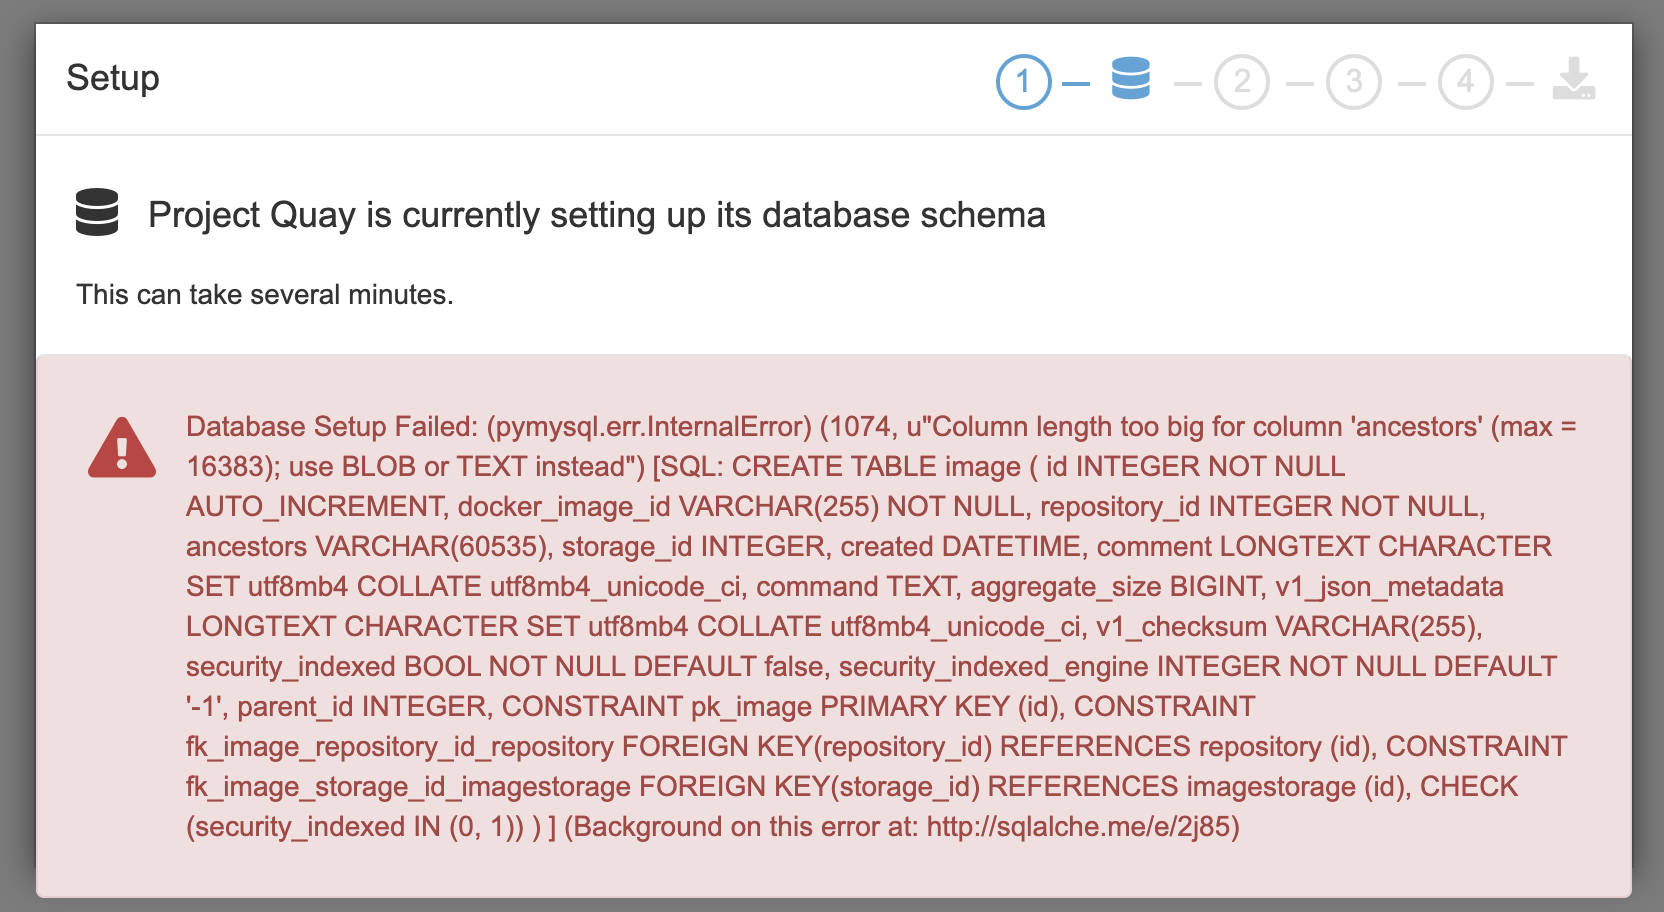 Setup
1
2
3
4
Project Quay is currently setting up its database schema
This can take several minutes.
Database Setup Failed: (pymysql.err.InternalError) (1074, u"Column length too big for column 'ancestors' (max =
16383); use BLOB or TEXT instead") [SQL: CREATE TABLE image ( id INTEGER NOT NULL
AUTO_INCREMENT, docker_image_id VARCHAR(255) NOT NULL, repository_id INTEGER NOT NULL,
ancestors VARCHAR(60535), storage_id INTEGER, created DATETIME, comment LONGTEXT CHARACTER
SET utf8mb4 COLLATE utf8mb4_unicode_ci, command TEXT, aggregate_size BIGINT, v1_json_metadata
LONGTEXT CHARACTER SET utf8mb4 COLLATE utf8mb4_unicode_ci, v1_checksum VARCHAR(255),
security_indexed BOOL NOT NULL DEFAULT false, security_indexed_engine INTEGER NOT NULL DEFAULT
'-1', parent_id INTEGER, CONSTRAINT pk_image PRIMARY KEY (id), CONSTRAINT
fk_image_repository_id_repository FOREIGN KEY(repository_id) REFERENCES repository (id), CONSTRAINT
fk_image_storage_id_imagestorage FOREIGN KEY(storage_id) REFERENCES imagestorage (id), CHECK
(security_indexed IN (0, 1)) ) ] (Background on this error at: http://sqlalche.me/e/2j85)